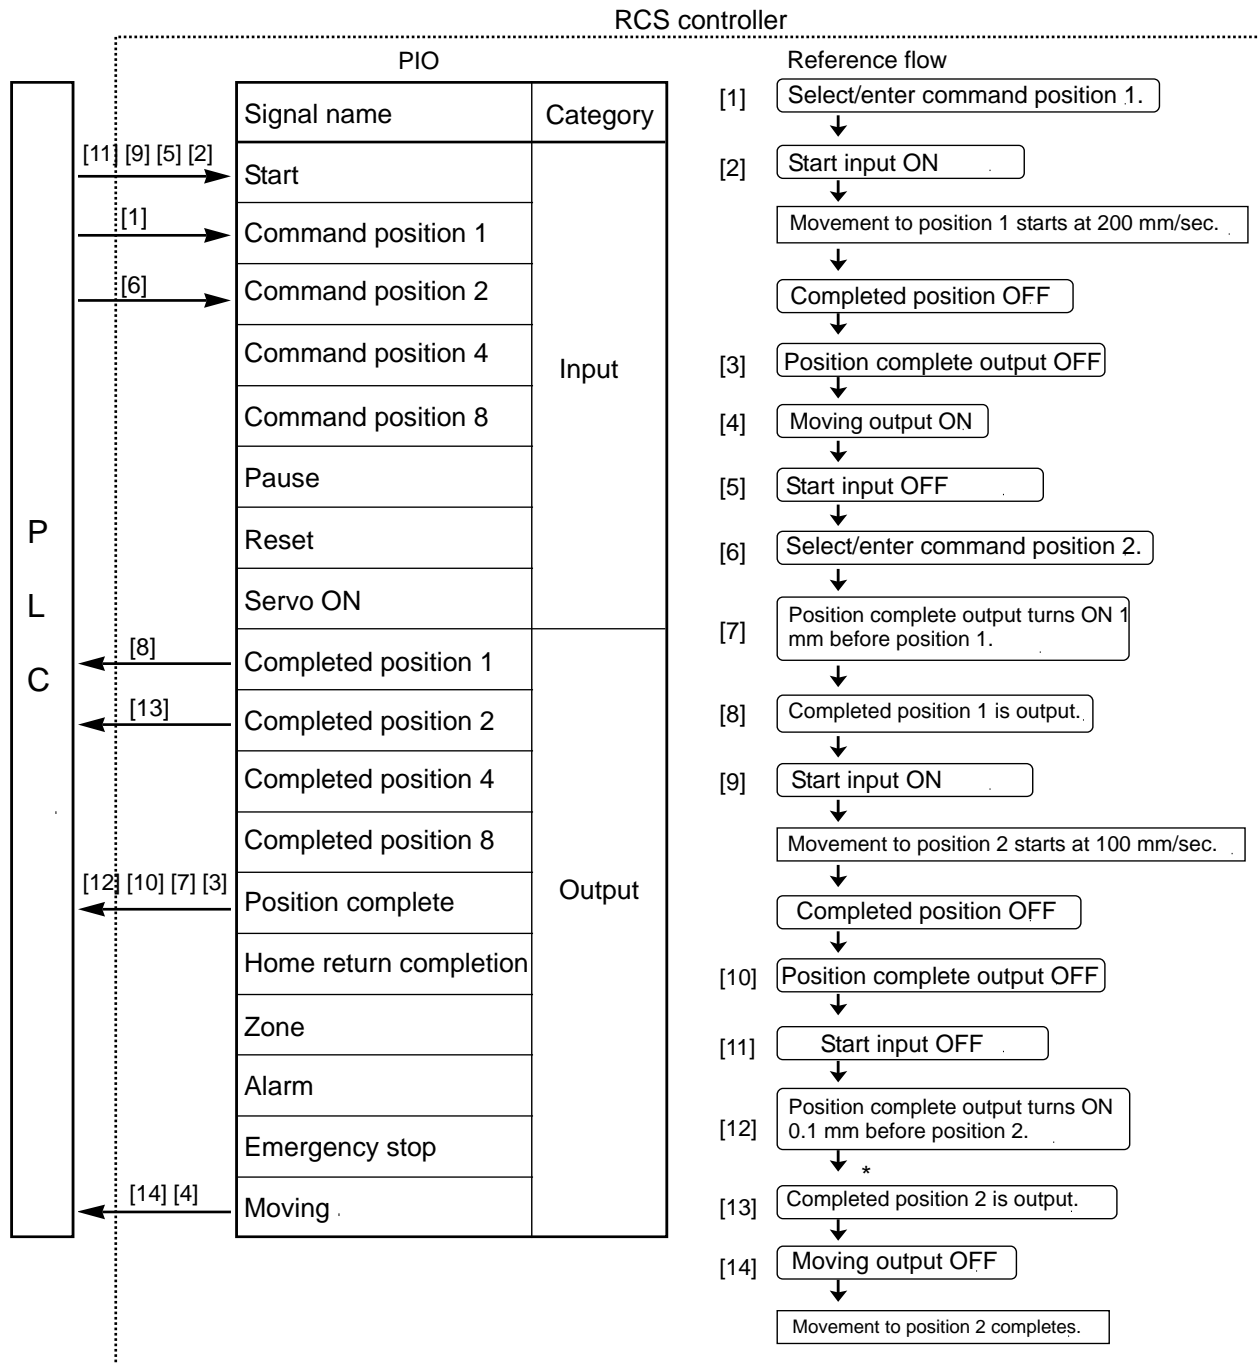 RCS controller
PIO
Signal name
Category
[11] [9] [5] [2]
Start
[1]
Command position 1
[6]
Command position 2
Command position 4
Command position 8
Pause
Reset
Servo ON
Input
P
L
C
[8]
Completed position 1
[13]
Completed position 2
Completed position 4
Completed position 8
[12] [10] [7] [3]
Position complete
Home return completion
Zone
Alarm
Emergency stop
[14] [4]
Moving
Output
Reference flow
[1] Select/enter command position 1.
[2] Start input ON
Movement to position 1 starts at 200 mm/sec.
Completed position OFF
[3] Position complete output OFF
[4] Moving output ON
[5] Start input OFF
[6] Select/enter command position 2.
[7] Position complete output turns ON 1
mm before position 1.
[8] Completed position 1 is output.
[9] Start input ON
Movement to position 2 starts at 100 mm/sec.
Completed position OFF
[10] Position complete output OFF
[11] Start input OFF
[12] Position complete output turns ON
0.1 mm before position 2.
*
[13] Completed position 2 is output.
[14] Moving output OFF
Movement to position 2 completes.